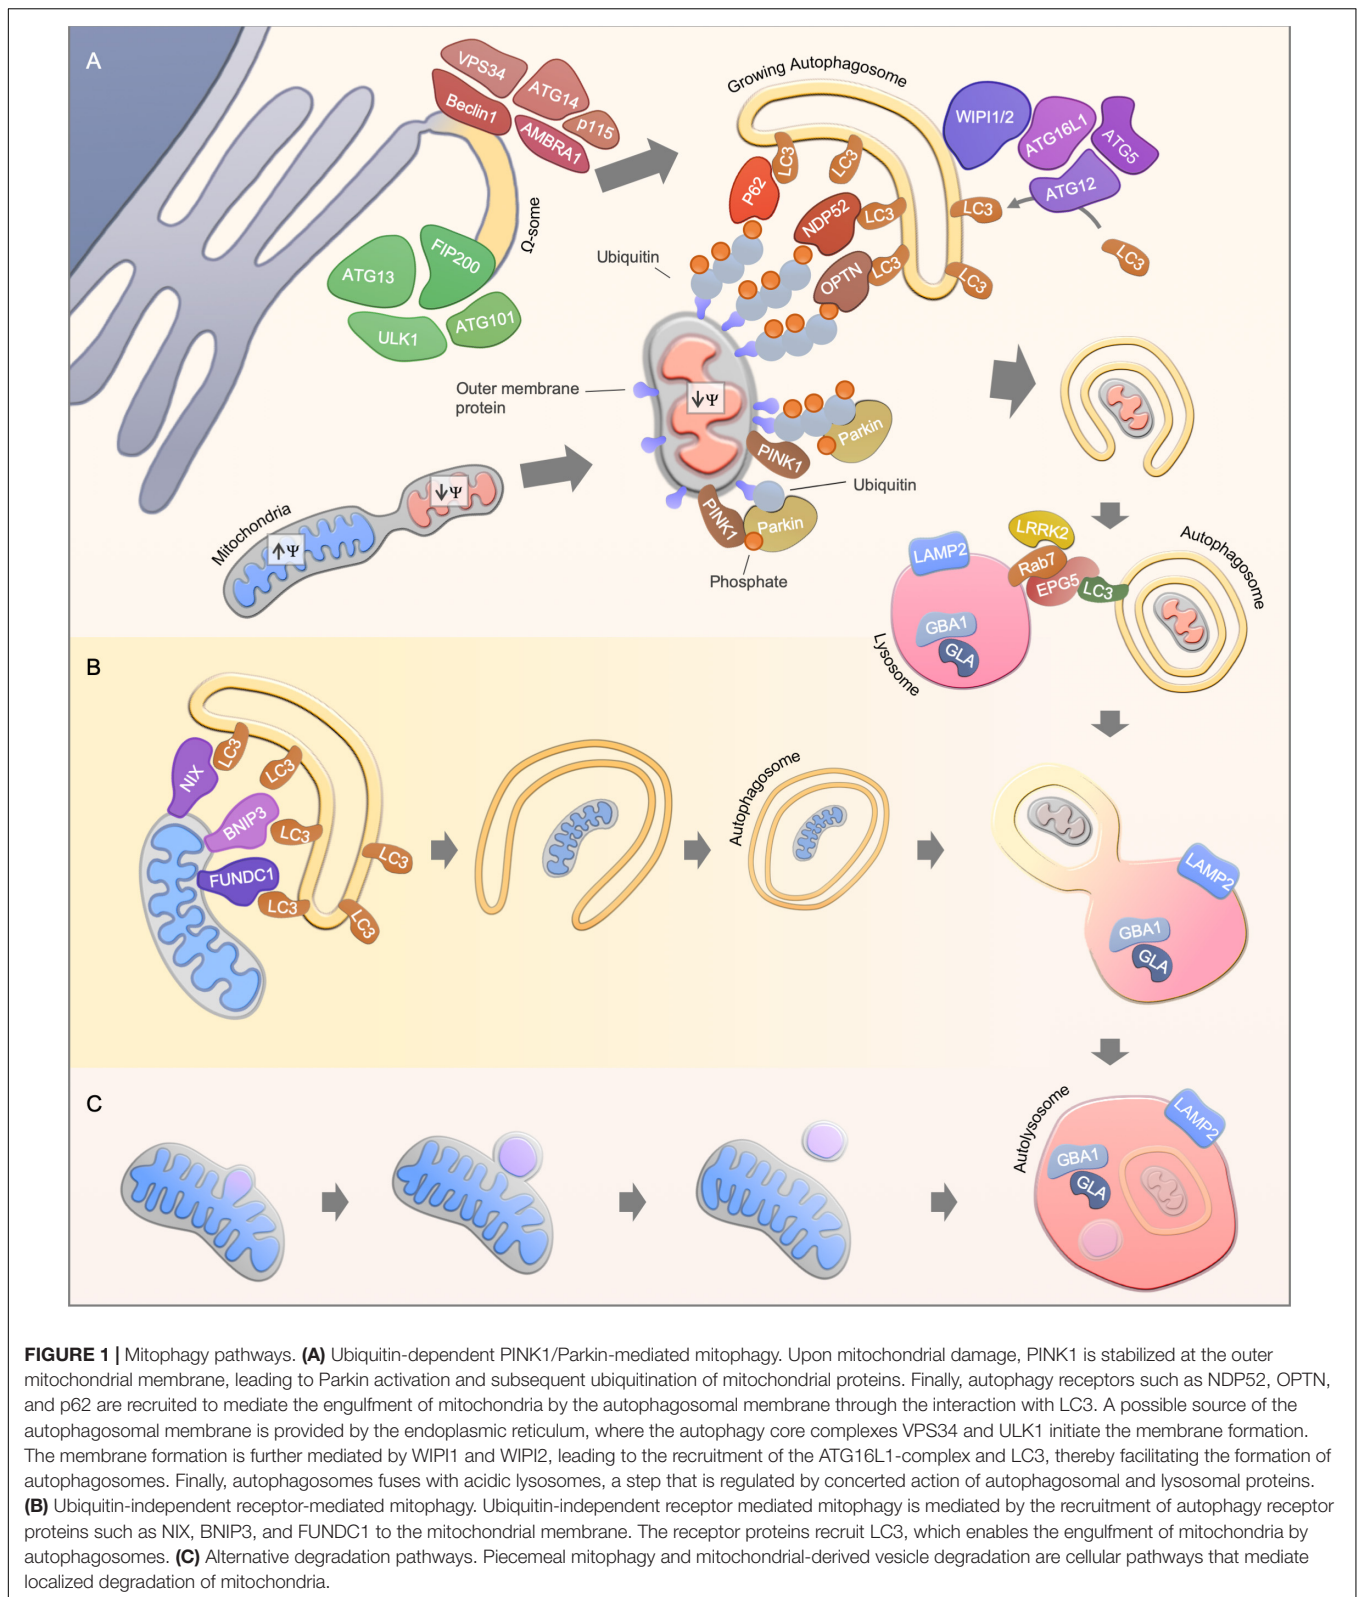 A
VPS34
ATG14
Beclin1
p115
AMBRA1
Ω-some
FIP200
ATG13
ATG101
ULK1
Growing Autophagosome
WIPI1/2
ATG16L1
ATG5
ATG12
LC3
LC3
LC3
LC3
LC3
LC3
LC3
P62
NDP52
OPTN
Ubiquitin
Outer membrane
protein
↓Ψ
Parkin
PINK1
Ubiquitin
PINK1
Parkin
Phosphate
Mitochondria
↑Ψ
↓Ψ
LRRK2
Rab7
EPG5
LC3
LAMP2
GBA1
GLA
Lysosome
Autophagosome
B
NIX
BNIP3
FUNDC1
LC3
LC3
LC3
LC3
LC3
LC3
Autophagosome
LAMP2
GBA1
GLA
C
Autolysosome
LAMP2
GBA1
GLA
FIGURE 1 | Mitophagy pathways. (A) Ubiquitin-dependent PINK1/Parkin-mediated mitophagy. Upon mitochondrial damage, PINK1 is stabilized at the outer
mitochondrial membrane, leading to Parkin activation and subsequent ubiquitination of mitochondrial proteins. Finally, autophagy receptors such as NDP52, OPTN,
and p62 are recruited to mediate the engulfment of mitochondria by the autophagosomal membrane through the interaction with LC3. A possible source of the
autophagosomal membrane is provided by the endoplasmic reticulum, where the autophagy core complexes VPS34 and ULK1 initiate the membrane formation.
The membrane formation is further mediated by WIPI1 and WIPI2, leading to the recruitment of the ATG16L1-complex and LC3, thereby facilitating the formation of
autophagosomes. Finally, autophagosomes fuses with acidic lysosomes, a step that is regulated by concerted action of autophagosomal and lysosomal proteins.
(B) Ubiquitin-independent receptor-mediated mitophagy. Ubiquitin-independent receptor mediated mitophagy is mediated by the recruitment of autophagy receptor
proteins such as NIX, BNIP3, and FUNDC1 to the mitochondrial membrane. The receptor proteins recruit LC3, which enables the engulfment of mitochondria by
autophagosomes. (C) Alternative degradation pathways. Piecemeal mitophagy and mitochondrial-derived vesicle degradation are cellular pathways that mediate
localized degradation of mitochondria.